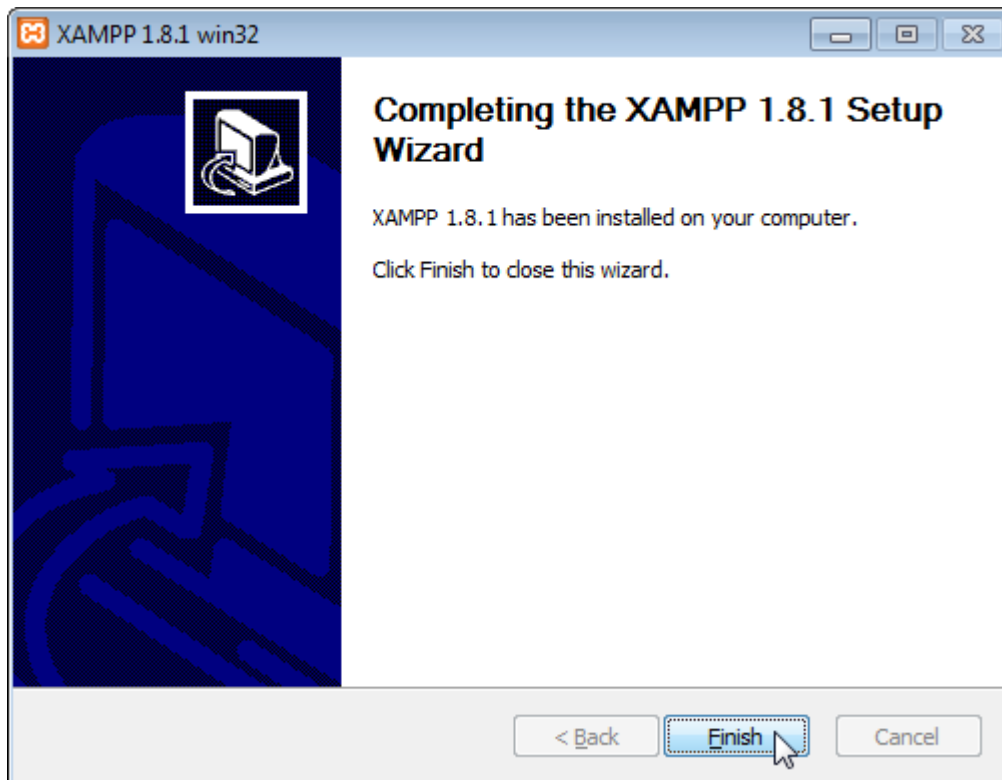 XAMPP 1.8.1 win32
Completing the XAMPP 1.8.1 Setup
Wizard
XAMPP 1.8.1 has been installed on your computer.
Click Finish to close this wizard.
< Back
Finish
Cancel